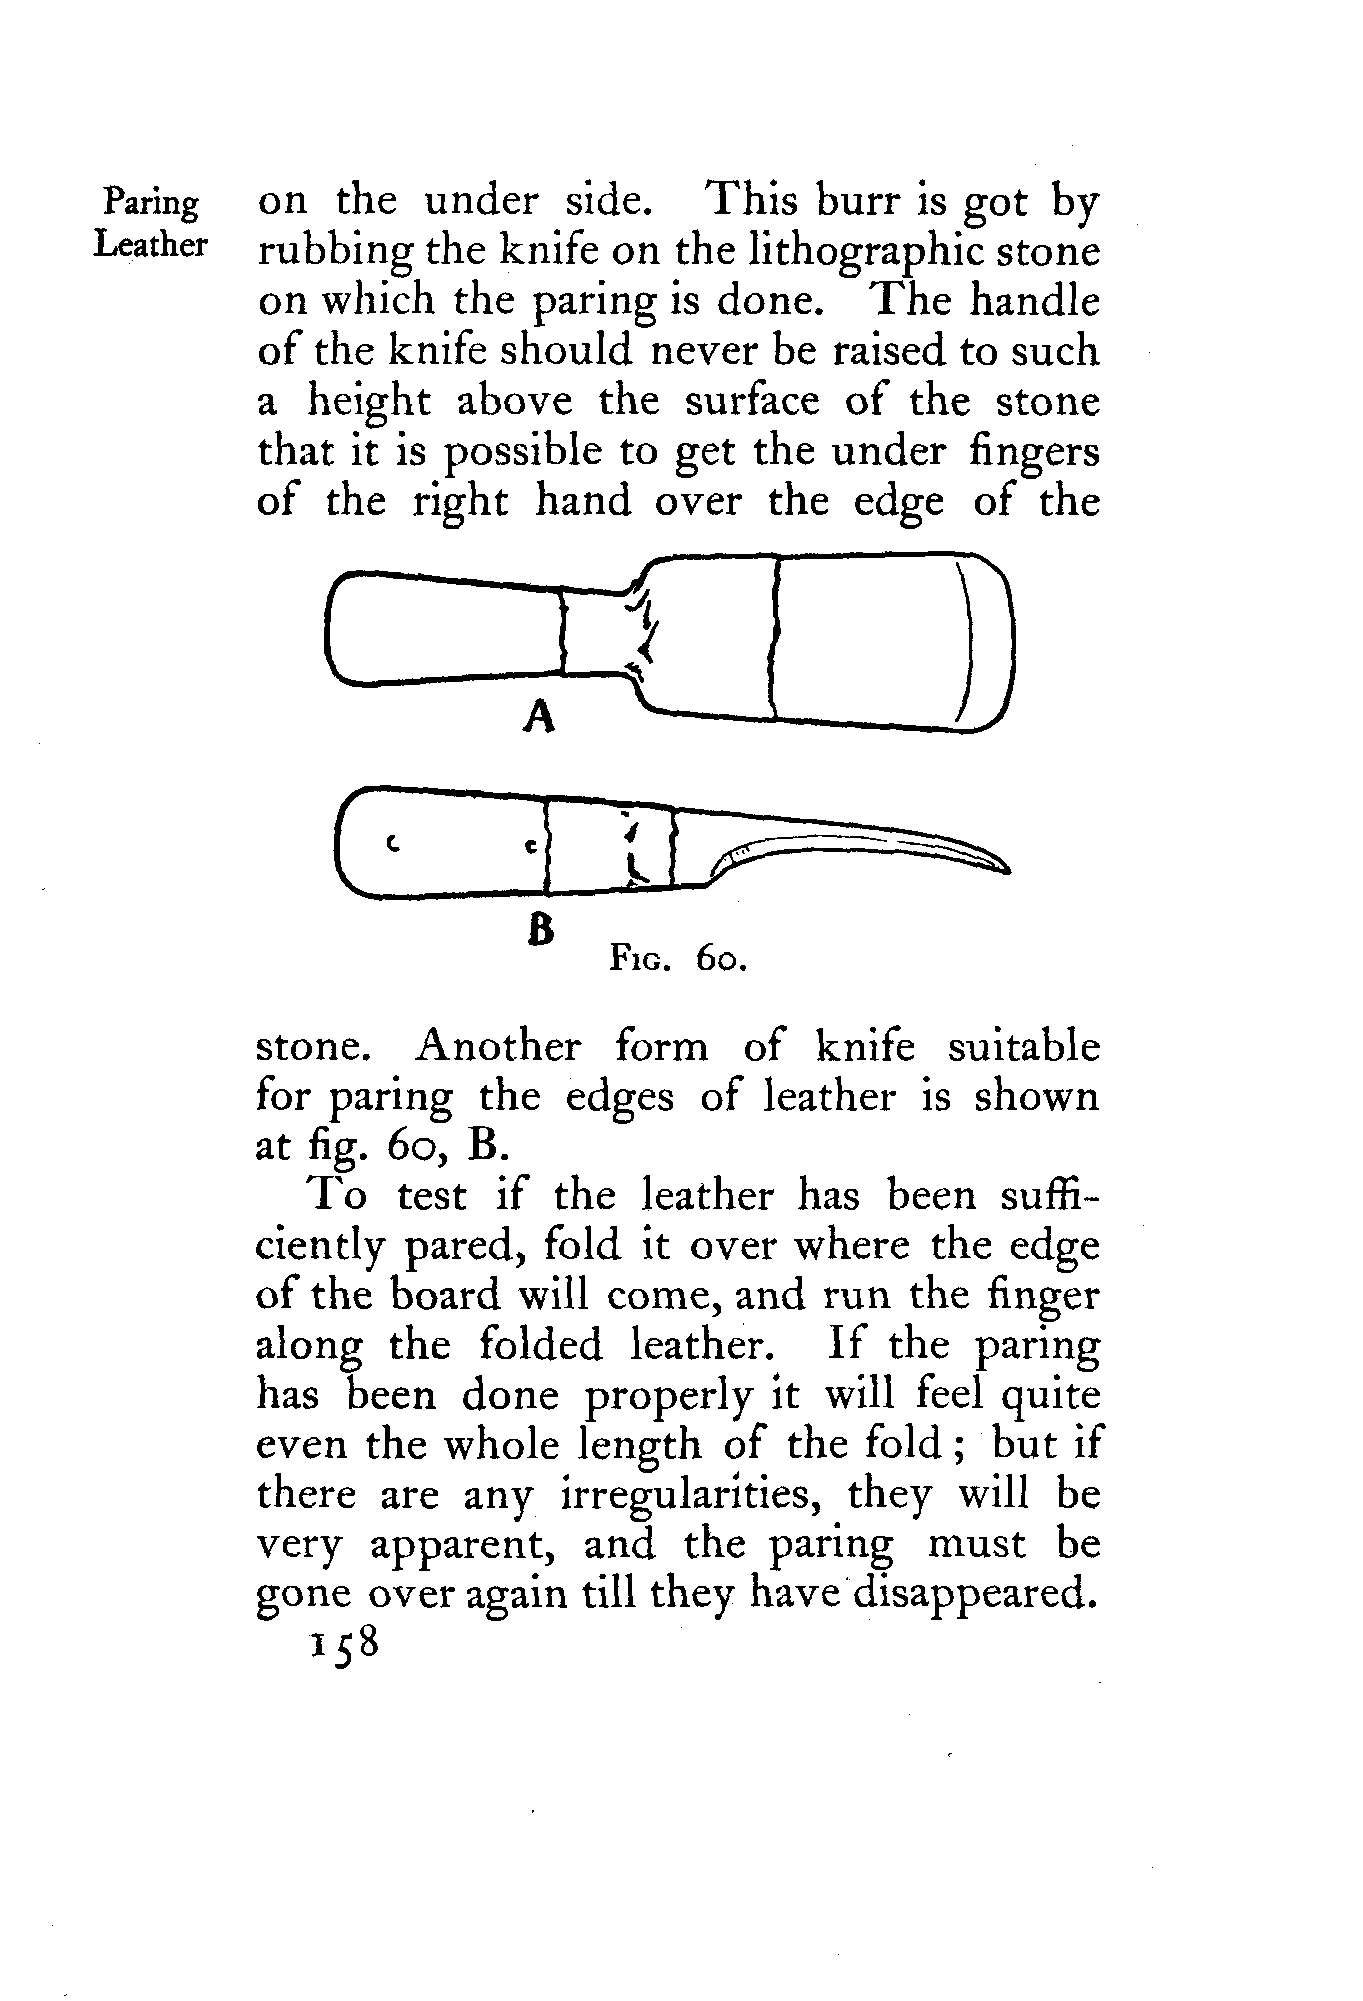 Paring
Leather
on the under side. This burr is got by
rubbing the knife on the lithographic stone
on which the paring is done. The handle
of the knife should never be raised to such
a height above the surface of the stone
that it is possible to get the under fingers
of the right hand over the edge of the
A
c c
B
Fig. 60.
stone. Another form of knife suitable
for paring the edges of leather is shown
at fig. 60, B.
To test if the leather has been suffi-
ciently pared, fold it over where the edge
of the board will come, and run the finger
along the folded leather. If the paring
has been done properly it will feel quite
even the whole length of the fold; but if
there are any irregularities, they will be
very apparent, and the paring must be
gone over again till they have disappeared.
158